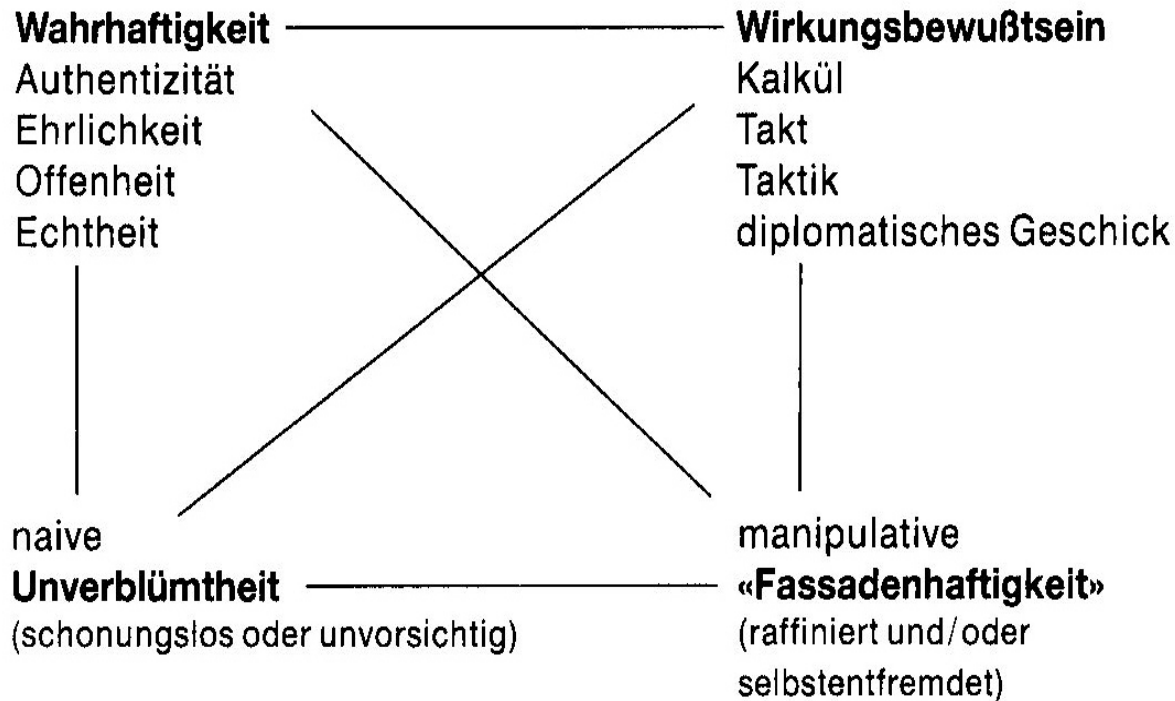 Wahrhaftigkeit
Authentizität
Ehrlichkeit
Offenheit
Echtheit
Wirkungsbewußtsein
Kalkül
Takt
Taktik
diplomatisches Geschick
naive
Unverblümtheit
(schonungslos oder unvorsichtig)
manipulative
«Fassadenhaftigkeit»
(raffiniert und/oder
selbstentfremdet)